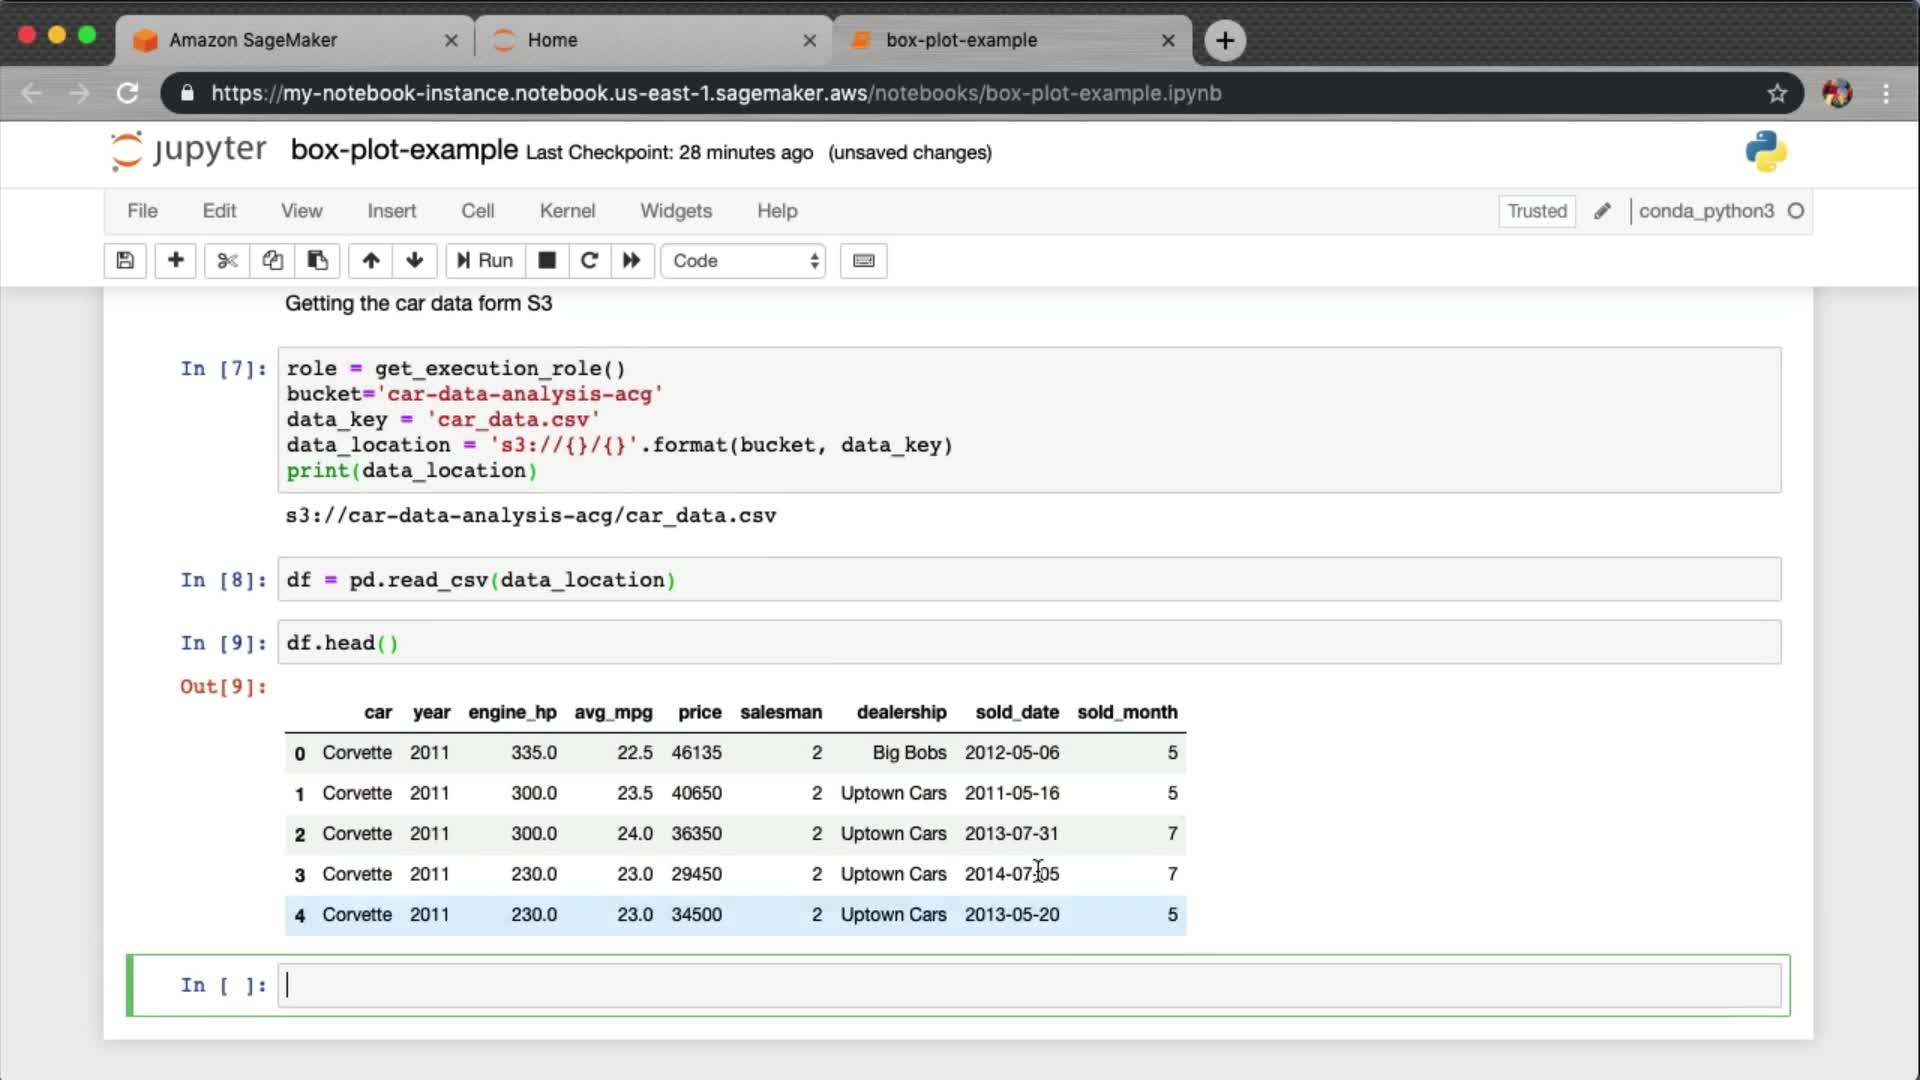 Amazon SageMaker
Home
box-plot-example
https://my-notebook-instance.notebook.us-east-1.sagemaker.aws/notebooks/box-plot-example.ipynb
jupyter box-plot-example Last Checkpoint: 28 minutes ago (unsaved changes)
File Edit View Insert Cell Kernel Widgets Help Trusted conda_python3
Run Code
Getting the car data form S3
In [7]: role = get_execution_role()
bucket='car-data-analysis-acg'
data_key = 'car_data.csv'
data_location = 's3://{}/{}'.format(bucket, data_key)
print(data_location)
s3://car-data-analysis-acg/car_data.csv
In [8]: df = pd.read_csv(data_location)
In [9]: df.head()
Out[9]:
car year engine_hp avg_mpg price salesman dealership sold_date sold_month
0 Corvette 2011 335.0 22.5 46135 2 Big Bobs 2012-05-06 5
1 Corvette 2011 300.0 23.5 40650 2 Uptown Cars 2011-05-16 5
2 Corvette 2011 300.0 24.0 36350 2 Uptown Cars 2013-07-31 7
3 Corvette 2011 230.0 23.0 29450 2 Uptown Cars 2014-07-05 7
4 Corvette 2011 230.0 23.0 34500 2 Uptown Cars 2013-05-20 5
In [ ]: